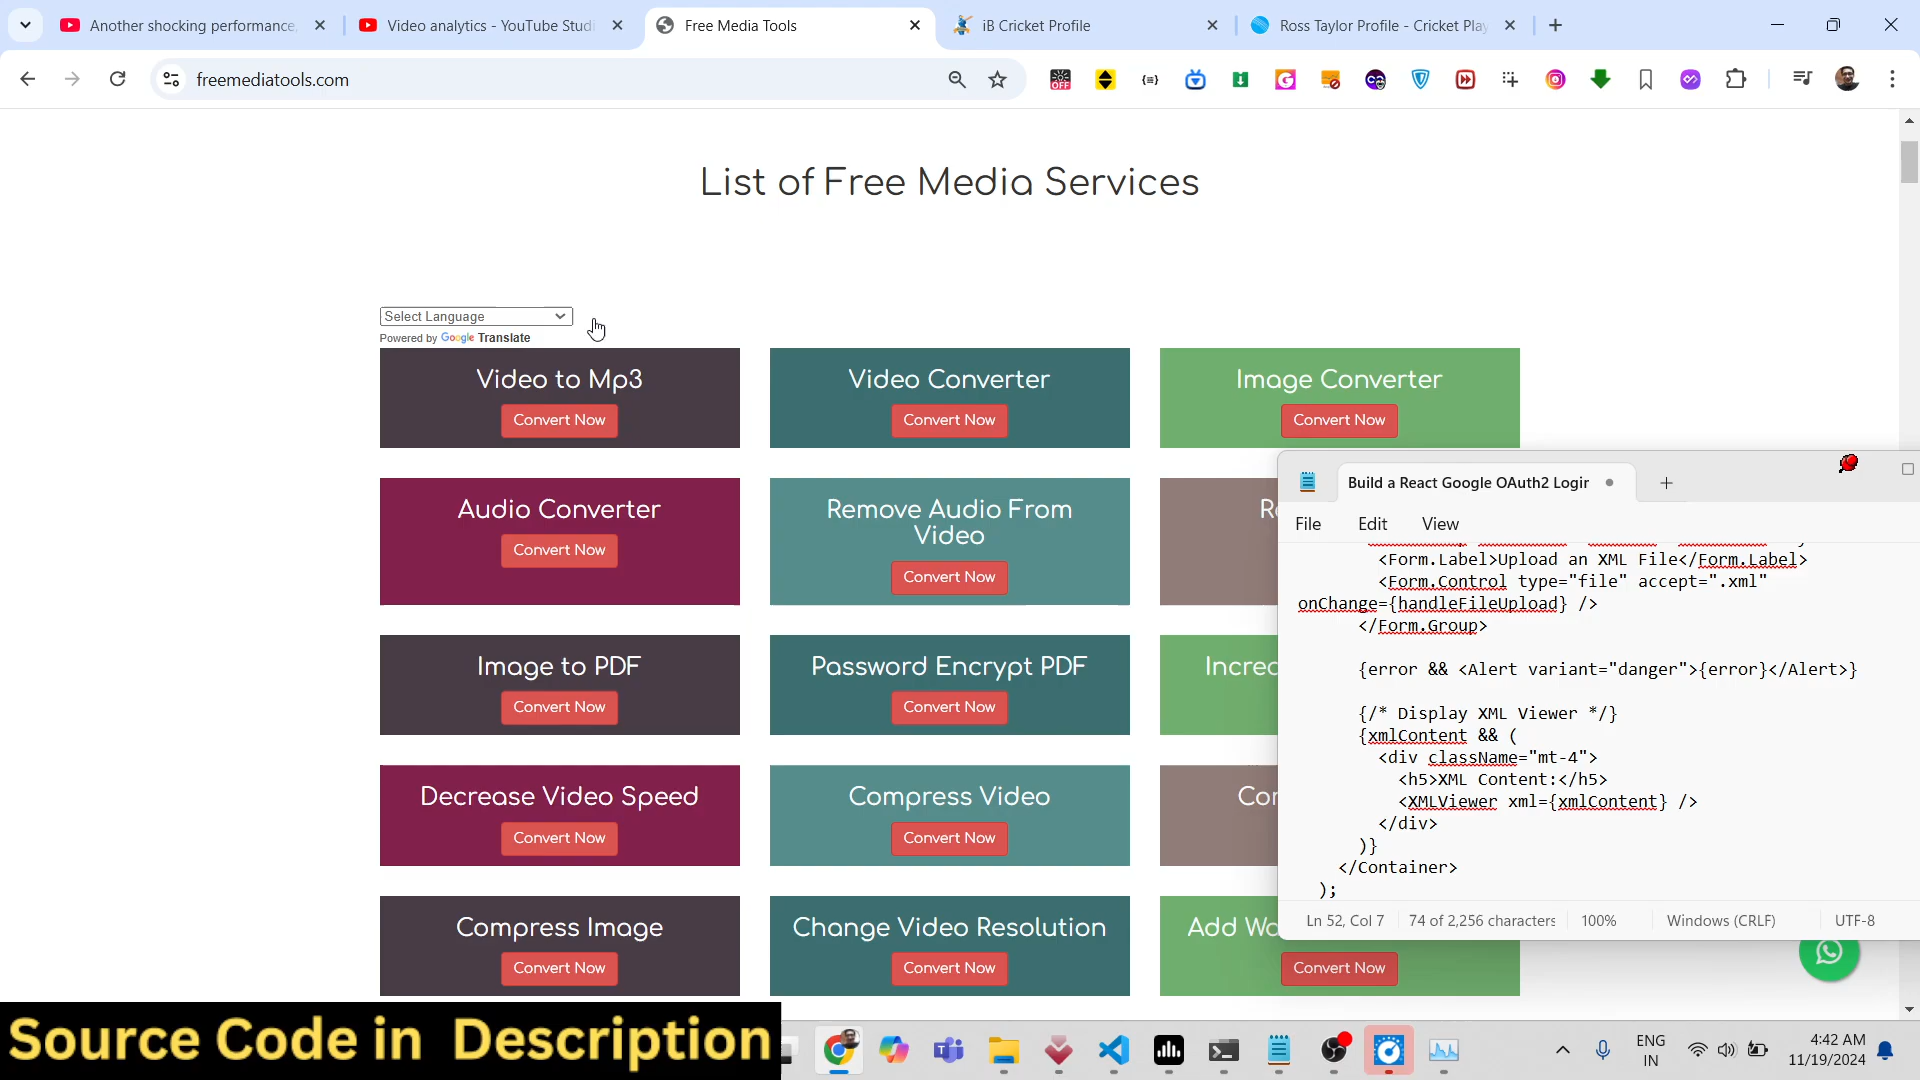 Another shocking performance.
Video analytics - YouTube Studi
Free Media Tools
iB Cricket Profile
Ross Taylor Profile - Cricket Play
freemediatools.com
OFF
List of Free Media Services
Select Language
Powered by Google Translate
Video to Mp3
Convert Now
Video Converter
Convert Now
Image Converter
Convert Now
Audio Converter
Convert Now
Remove Audio From
Video
Convert Now
Image to PDF
Convert Now
Password Encrypt PDF
Convert Now
Increa
Decrease Video Speed
Convert Now
Compress Video
Convert Now
Cor
Compress Image
Convert Now
Change Video Resolution
Convert Now
Add Wa
Convert Now
Build a React Google OAuth2 Login
File
Edit
View
<Form.Label>Upload an XML File</Form.Label>
<Form.Control type="file" accept=".xml"
onChange={handleFileUpload} />
</Form.Group>
{error && <Alert variant="danger">{error}</Alert>}
{/* Display XML Viewer */}
{xmlContent && (
<div className="mt-4">
<h5>XML Content:</h5>
<XMLViewer xml={xmlContent} />
</div>
)}
</Container>
);
Ln 52, Col 7
74 of 2,256 characters
100%
Windows (CRLF)
UTF-8
Source Code in Description
ENG
IN
4:42 AM
11/19/2024